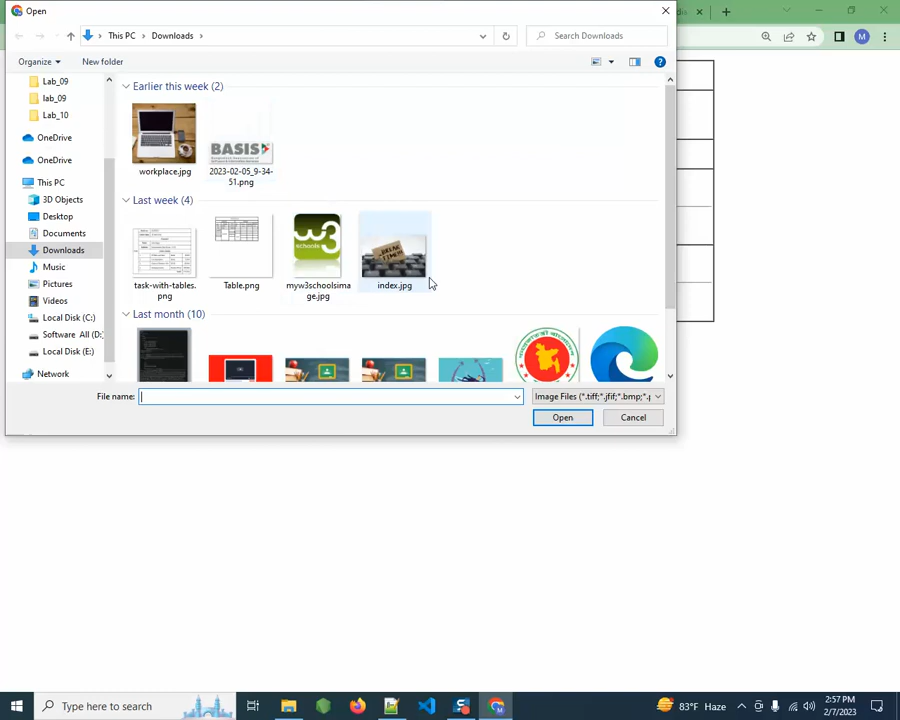 Open
This PC > Downloads >
Search Downloads
Organize
New folder
Lab_09
lab_09
Lab_10
OneDrive
OneDrive
This PC
3D Objects
Desktop
Documents
Downloads
Music
Pictures
Videos
Local Disk (C:)
Software All (D:
Local Disk (E:)
Network
Earlier this week (2)
BASIS
workplace.jpg
2023-02-05_9-34-
51.png
Last week (4)
w3
schools
BREAK
TIME!
task-with-tables.
png
Table.png
myw3schoolsima
ge.jpg
index.jpg
Last month (10)
File name:
Image Files (*.tiff;*.jfif;*.bmp;*.p
Open
Cancel
M
Type here to search
83°F Haze
2:57 PM
2/7/2023